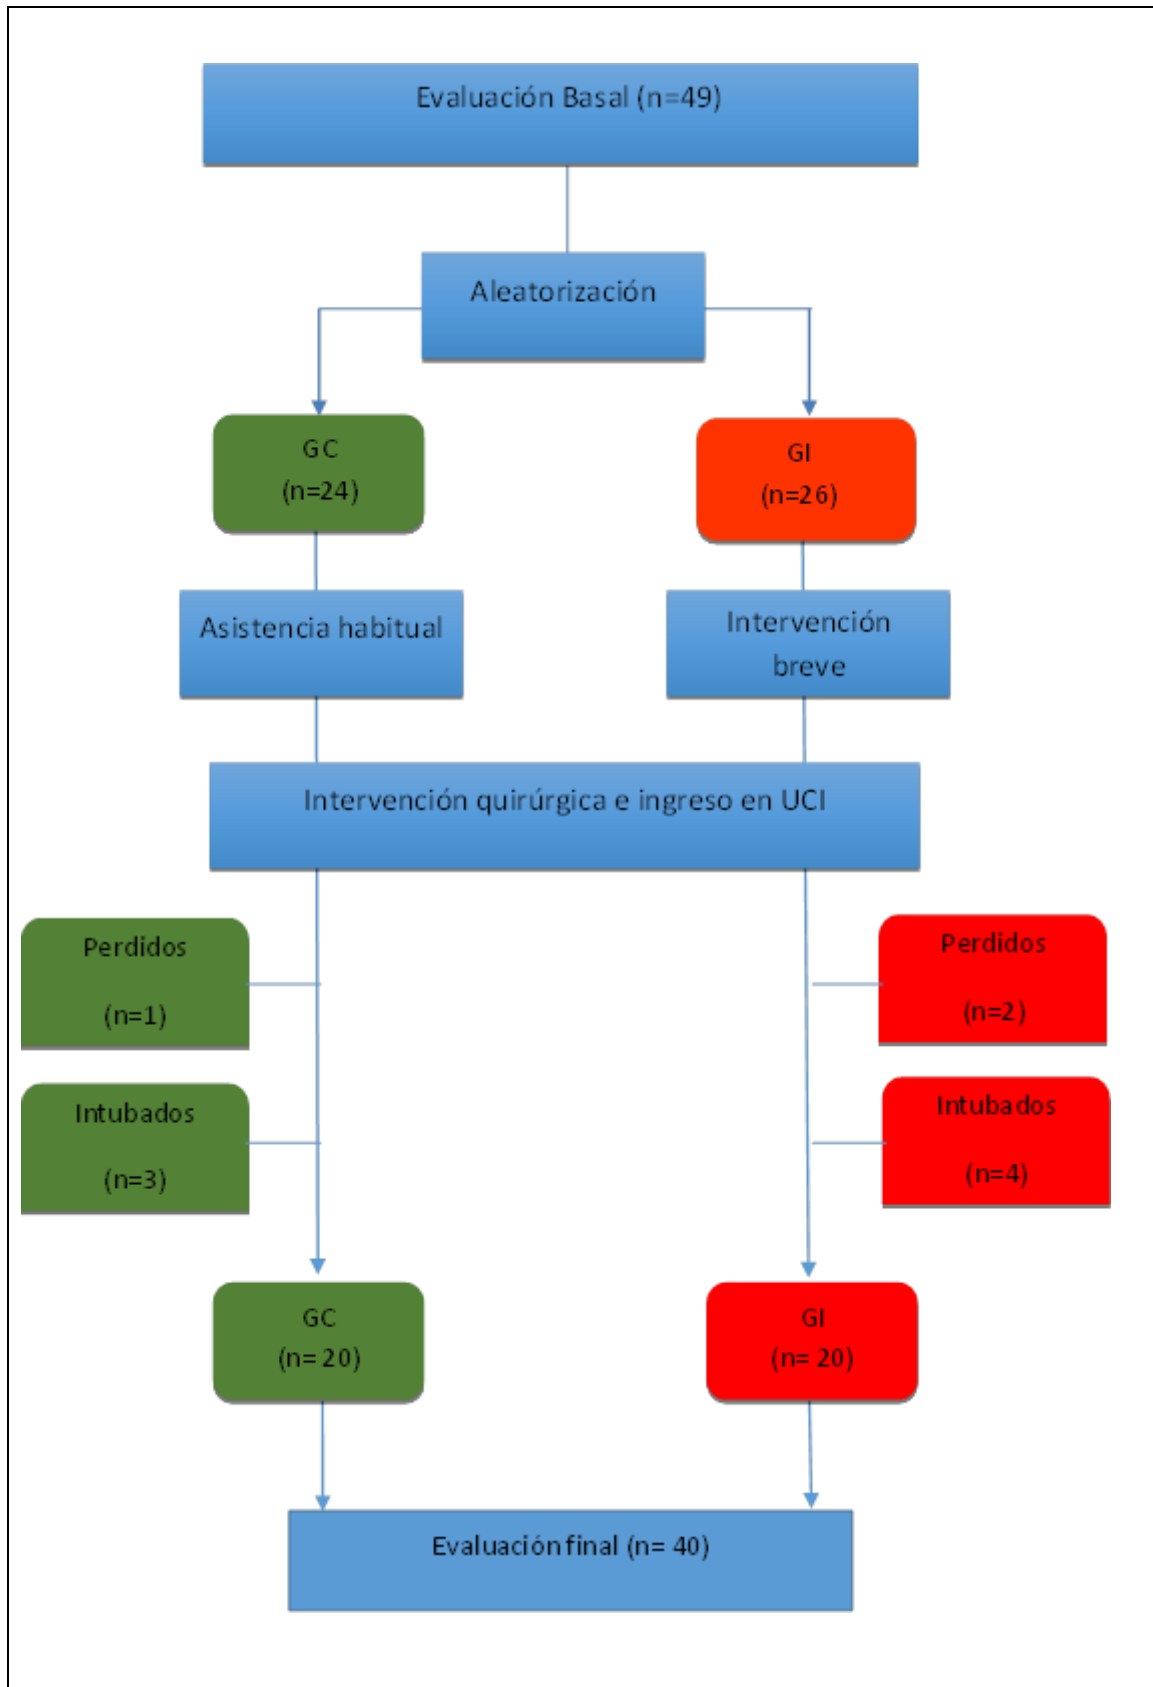 Evaluación Basal (n=49)
Aleatorización
GC
(n=24)
GI
(n=26)
Asistencia habitual
Intervención
breve
Intervención quirúrgica e ingreso en UCI
Perdidos
(n=1)
Perdidos
(n=2)
Intubados
(n=3)
Intubados
(n=4)
GC
(n= 20)
GI
(n= 20)
Evaluación final (n= 40)